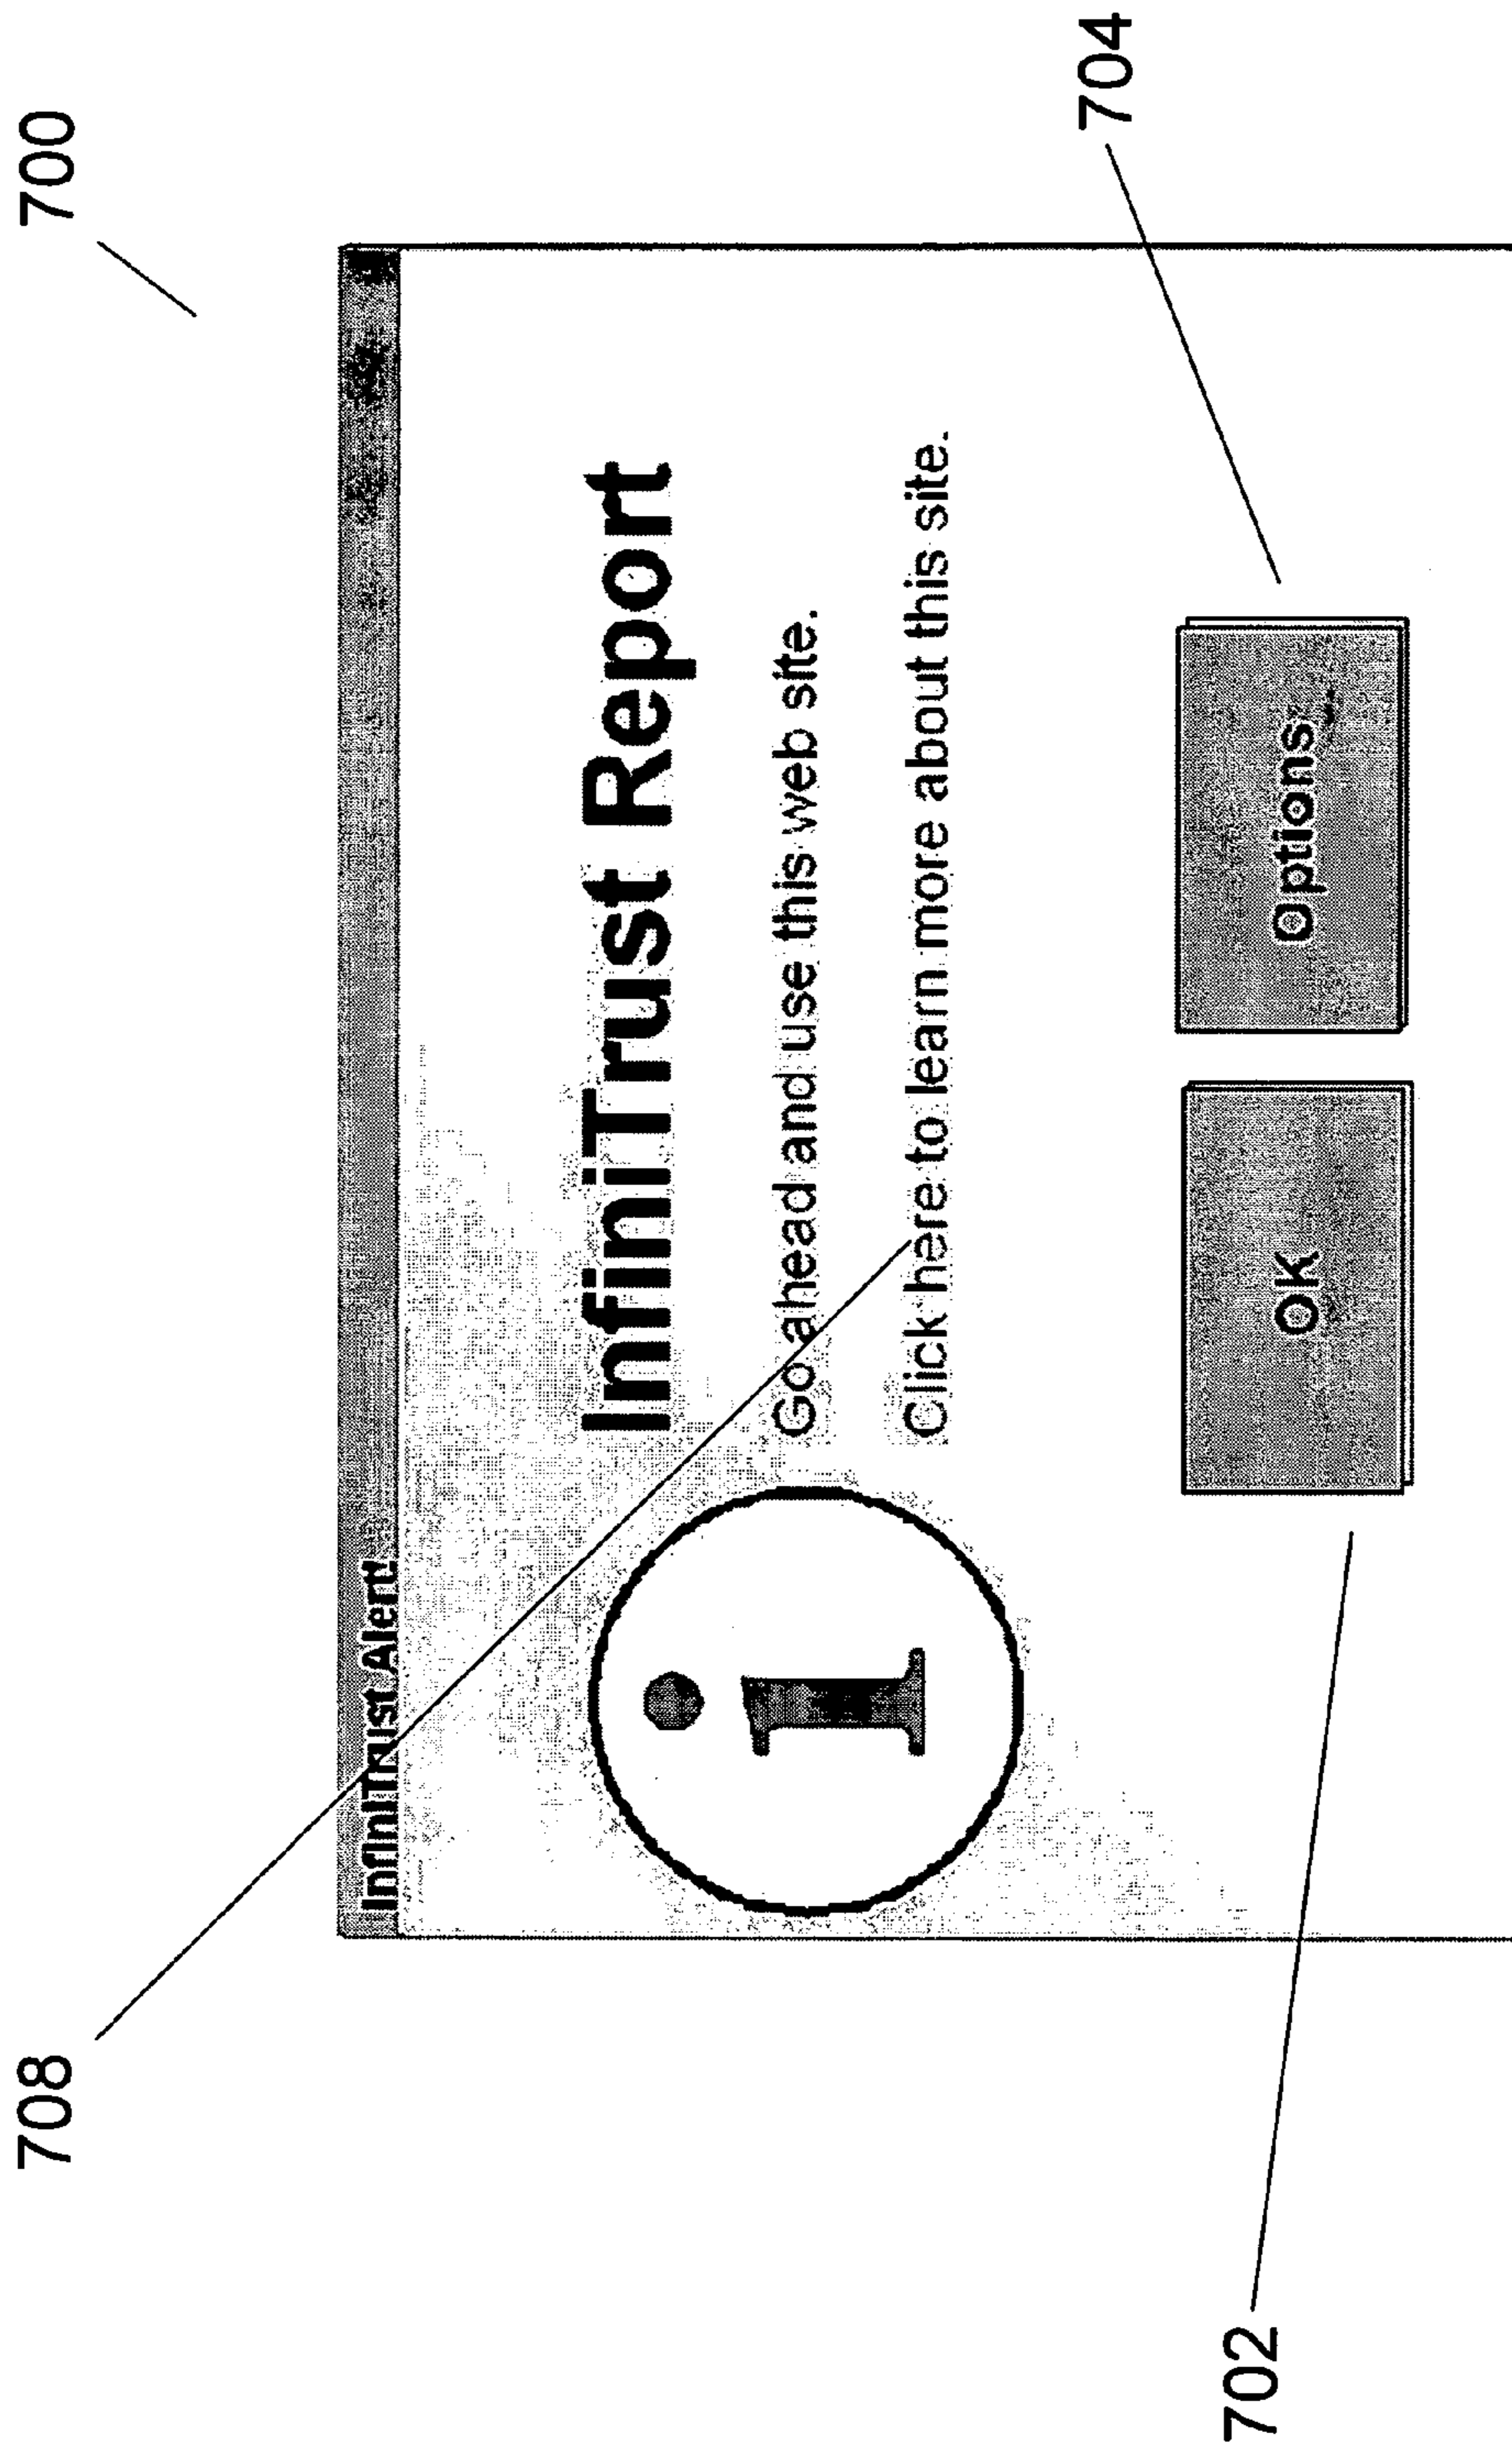 700
708
InfiniTrust Alert!
InfiniTrust Report
Go ahead and use this web site.
Click here to learn more about this site.
i
OK
Options
704
702